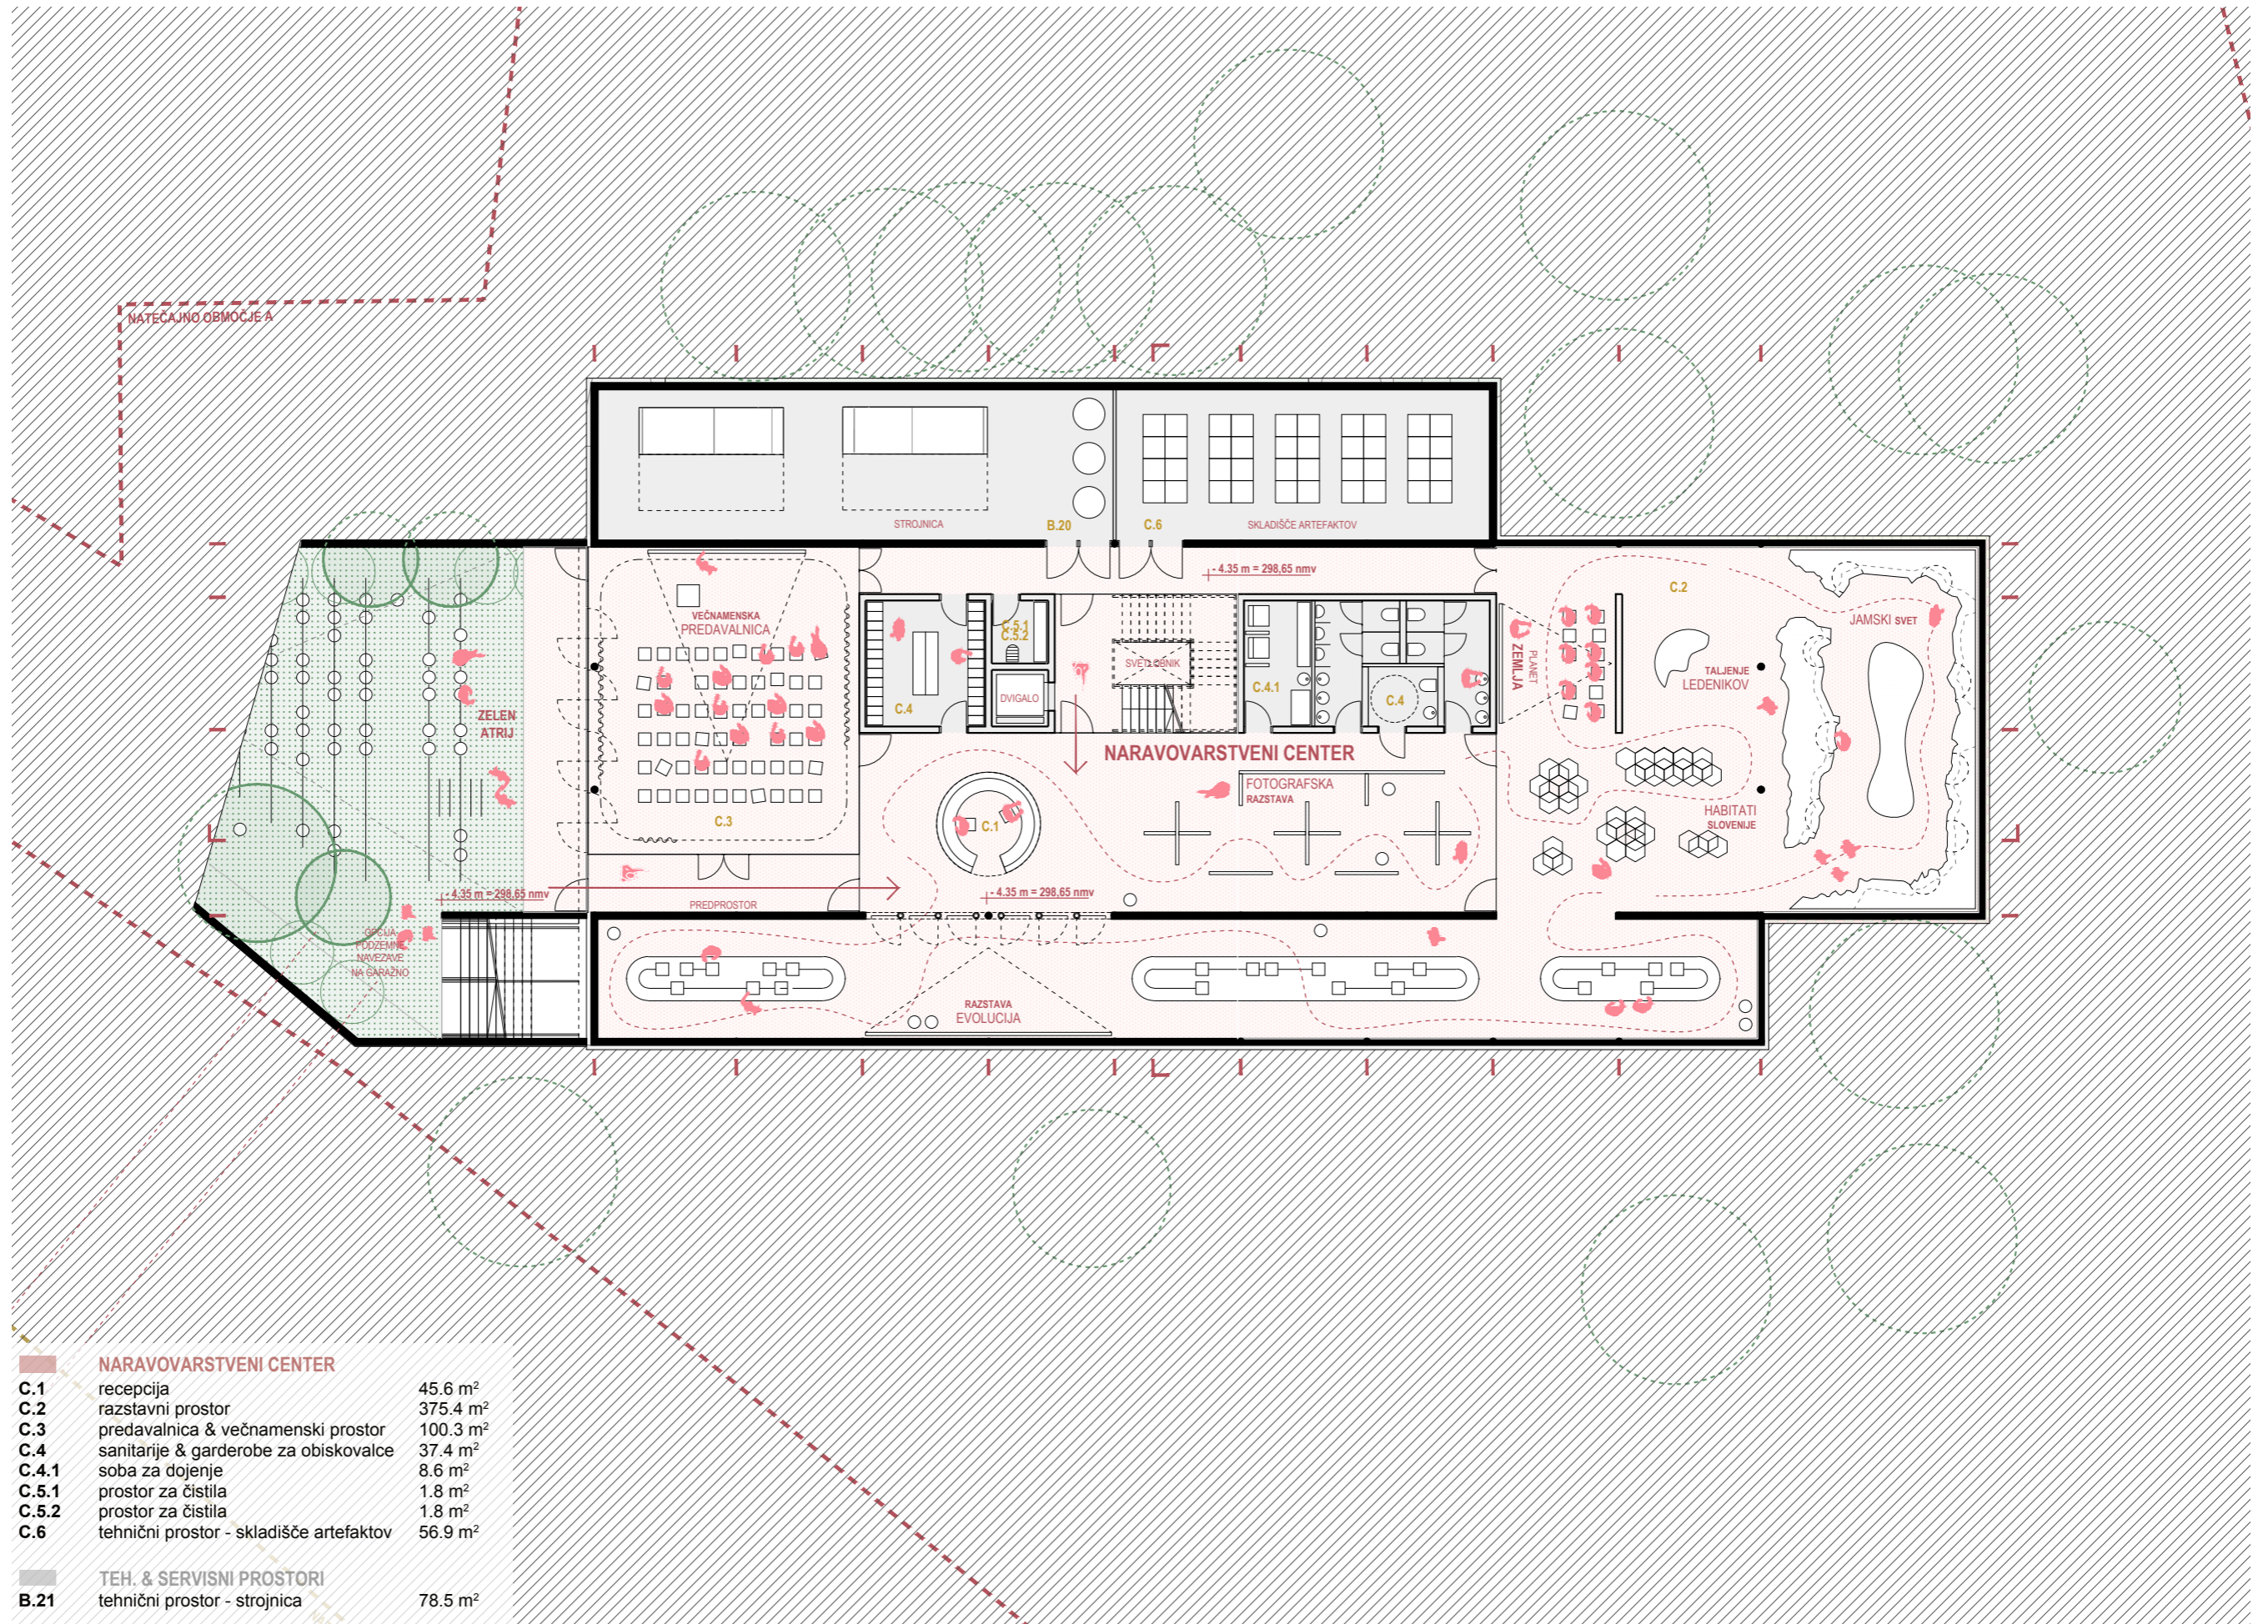 NATEČAJNO OBMOČJE A
STROJNICA
B.20
C.6
SKLADIŠČE ARTEFAKTOV
- 4.35 m = 298,65 nmv
C.2
VEČNAMENSKA
PREDAVALNICA
C.5.1
C.5.2
SVETLOBNIK
DVIGALO
C.4
C.4.1
C.4
PLANET
ZEMLJA
JAMSKI SVET
TALJENJE
LEDENIKOV
ZELEN
ATRIJ
NARAVOVARSTVENI CENTER
FOTOGRAFSKA
RAZSTAVA
HABITATI
SLOVENIJE
C.3
C.1
- 4.35 m = 298,65 nmv
- 4.35 m = 298,65 nmv
PREDPROSTOR
OPCIJA
PODZEMNE
NAVEZAVE
NA GARAŽNO
RAZSTAVA
EVOLUCIJA
NARAVOVARSTVENI CENTER
C.1 recepcija 45.6 m²
C.2 razstavni prostor 375.4 m²
C.3 predavalnica & večnamenski prostor 100.3 m²
C.4 sanitarije & garderobe za obiskovalce 37.4 m²
C.4.1 soba za dojenje 8.6 m²
C.5.1 prostor za čistila 1.8 m²
C.5.2 prostor za čistila 1.8 m²
C.6 tehnični prostor - skladišče artefaktov 56.9 m²
TEH. & SERVISNI PROSTORI
B.21 tehnični prostor - strojnica 78.5 m²